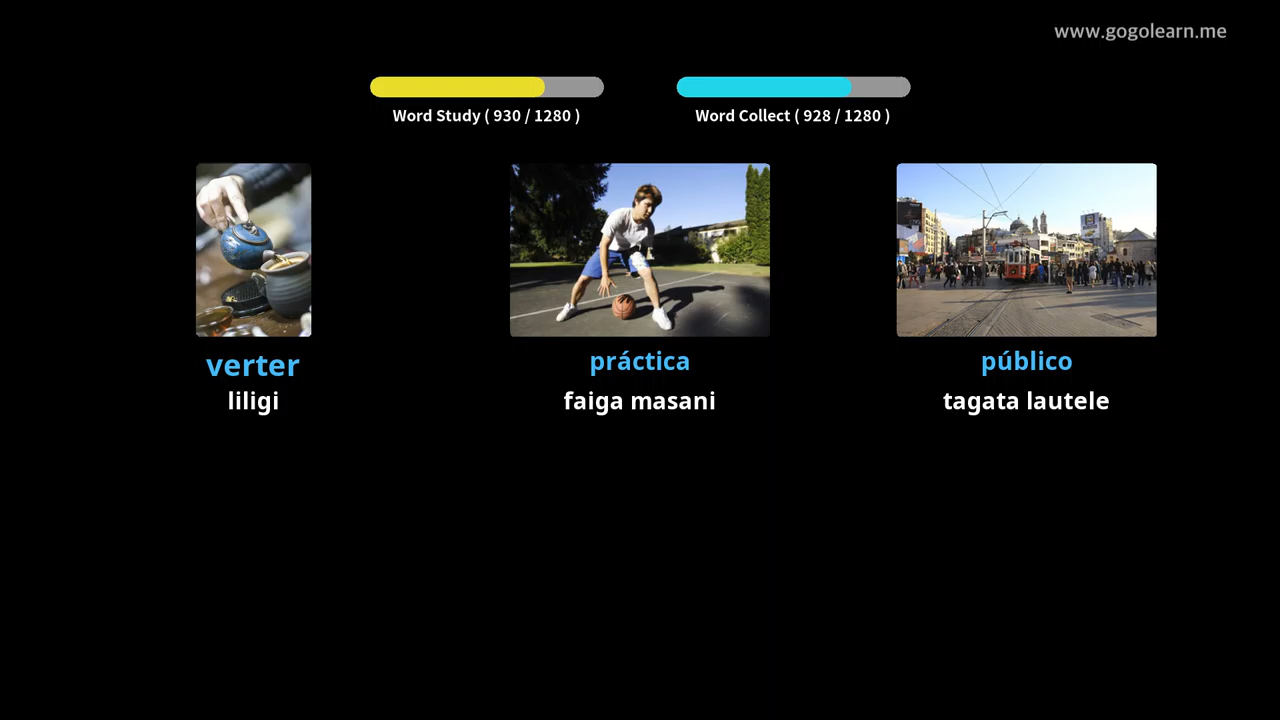 www.gogolearn.me
Word Study ( 930 / 1280 )
Word Collect ( 928 / 1280 )
verter
práctica
público
liligi
faiga masani
tagata lautele